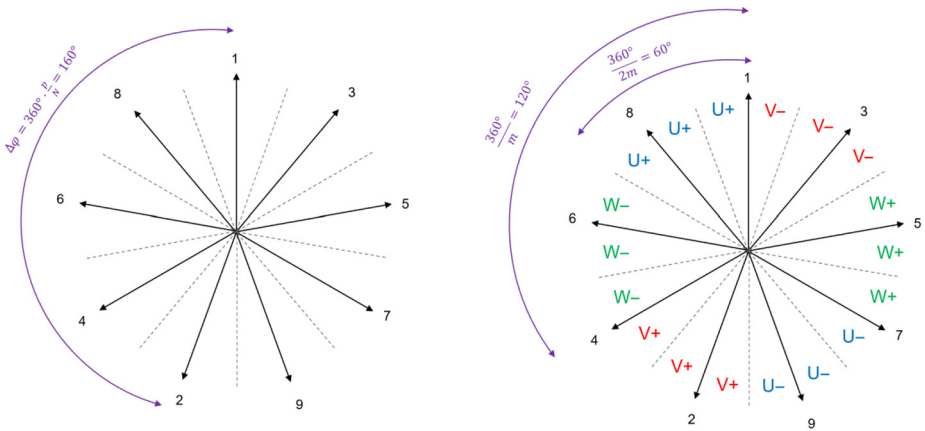 Δφ = 360° · p/N = 160°
1
8
3
6
5
4
7
2
9
360°/m = 120°
360°/2m = 60°
1
8
U+
V−
3
U+
V−
U+
V−
W−
W+
6
5
W−
W+
W−
W+
4
7
V+
U−
V+
U−
V+
U−
2
9